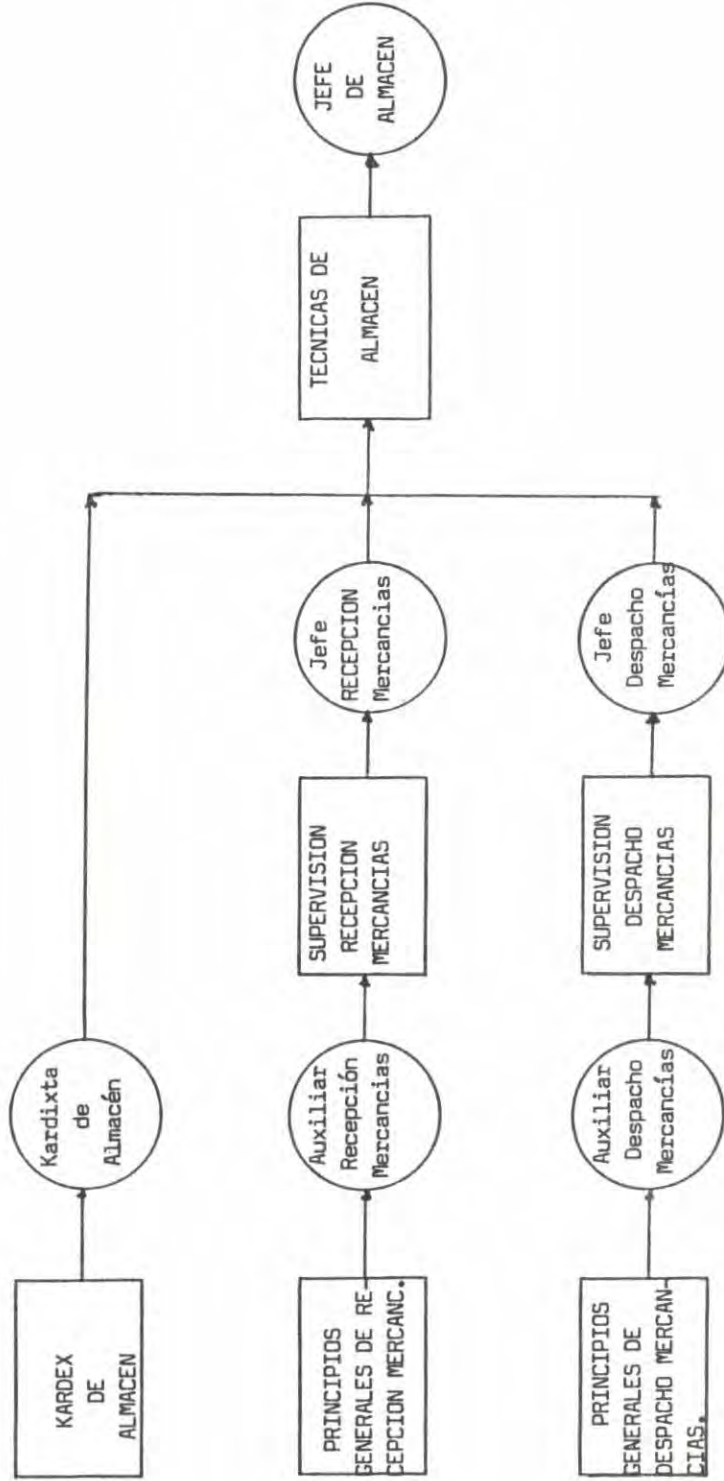 KARDEX
DE
ALMACEN
Kardixta
de
Almacén
PRINCIPIOS
GENERALES DE RE-
CEPCION MERCANC.
Auxiliar
Recepción
Mercancias
SUPERVISION
RECEPCION
MERCANCIAS
Jefe
RECEPCION
Mercancias
PRINCIPIOS
GENERALES DE
DESPACHO MERCAN-
CIAS.
Auxiliar
Despacho
Mercancías
SUPERVISION
DESPACHO
MERCANCIAS
Jefe
Despacho
Mercancías
TECNICAS DE
ALMACEN
JEFE
DE
ALMACEN